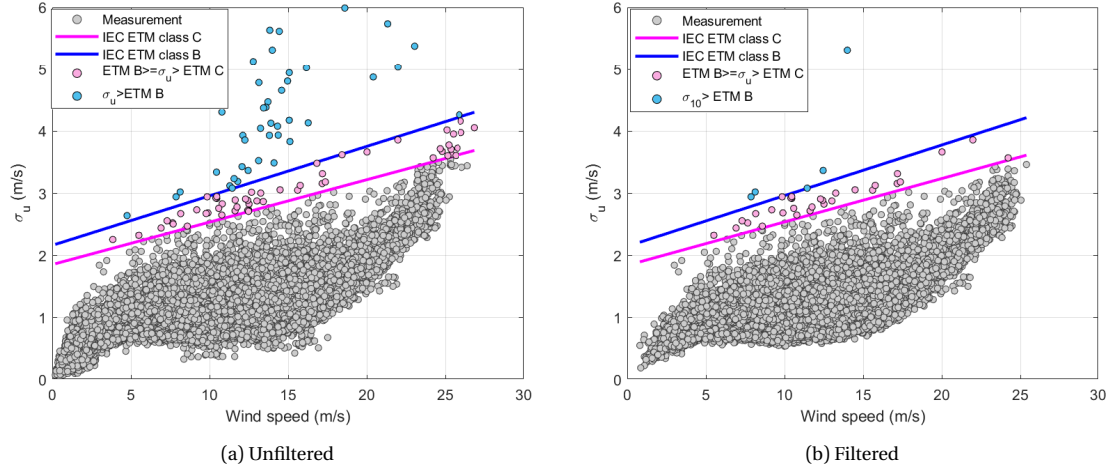 6
5
4
3
2
1
0
σu (m/s)
Measurement
IEC ETM class C
IEC ETM class B
ETM B>=σu> ETM C
σu>ETM B
0 5 10 15 20 25 30
Wind speed (m/s)
(a) Unfiltered
6
5
4
3
2
1
0
σu (m/s)
Measurement
IEC ETM class C
IEC ETM class B
ETM B>=σu> ETM C
σ10> ETM B
0 5 10 15 20 25 30
Wind speed (m/s)
(b) Filtered